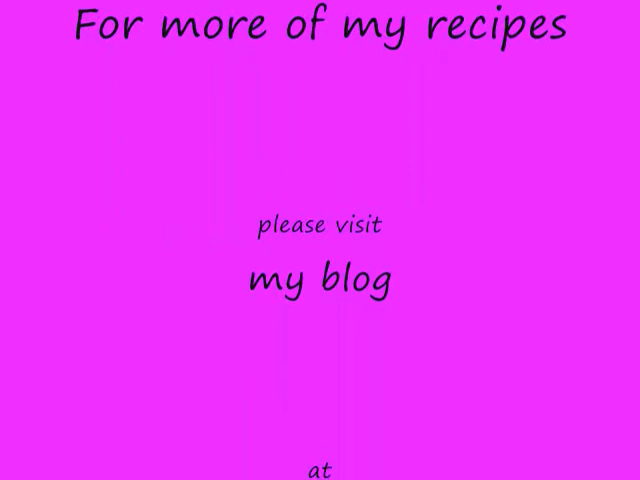 For more of my recipes
please visit
my blog
at